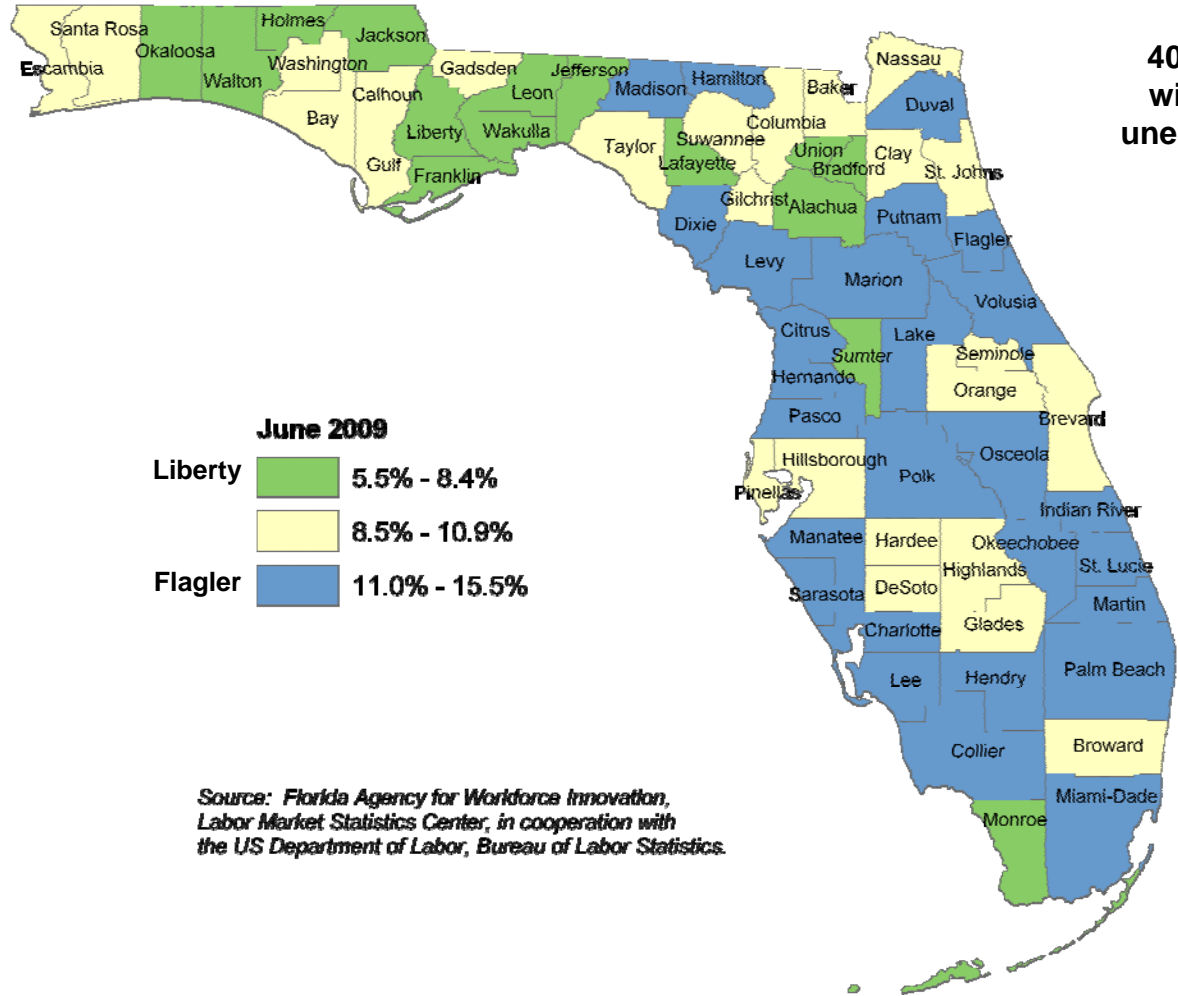 Holmes
Santa Rosa
Jackson
Okaloosa
Escambia
Walton
Washington
Gadsden
Jefferson
Leon
Madison
Hamilton
Baker
Nassau
Duval
Calhoun
Bay
Liberty
Wakulla
Gulf
Franklin
Taylor
Suwannee
Columbia
Lafayette
Union
Bradford
Clay
St. Johns
Gilchrist
Alachua
Dixie
Putnam
Flagler
Levy
Marion
Volusia
Citrus
Sumter
Lake
Seminole
Hernando
Orange
Pasco
Brevard
Hillsborough
Osceola
Polk
Pinellas
Indian River
Manatee
Hardee
Okeechobee
St. Lucie
Highlands
Sarasota
DeSoto
Martin
Charlotte
Glades
Lee
Hendry
Palm Beach
Collier
Broward
Miami-Dade
Monroe
40
wi
une
June 2009
Liberty 5.5% - 8.4%
8.5% - 10.9%
Flagler 11.0% - 15.5%
Source: Florida Agency for Workforce Innovation,
Labor Market Statistics Center, in cooperation with
the US Department of Labor, Bureau of Labor Statistics.